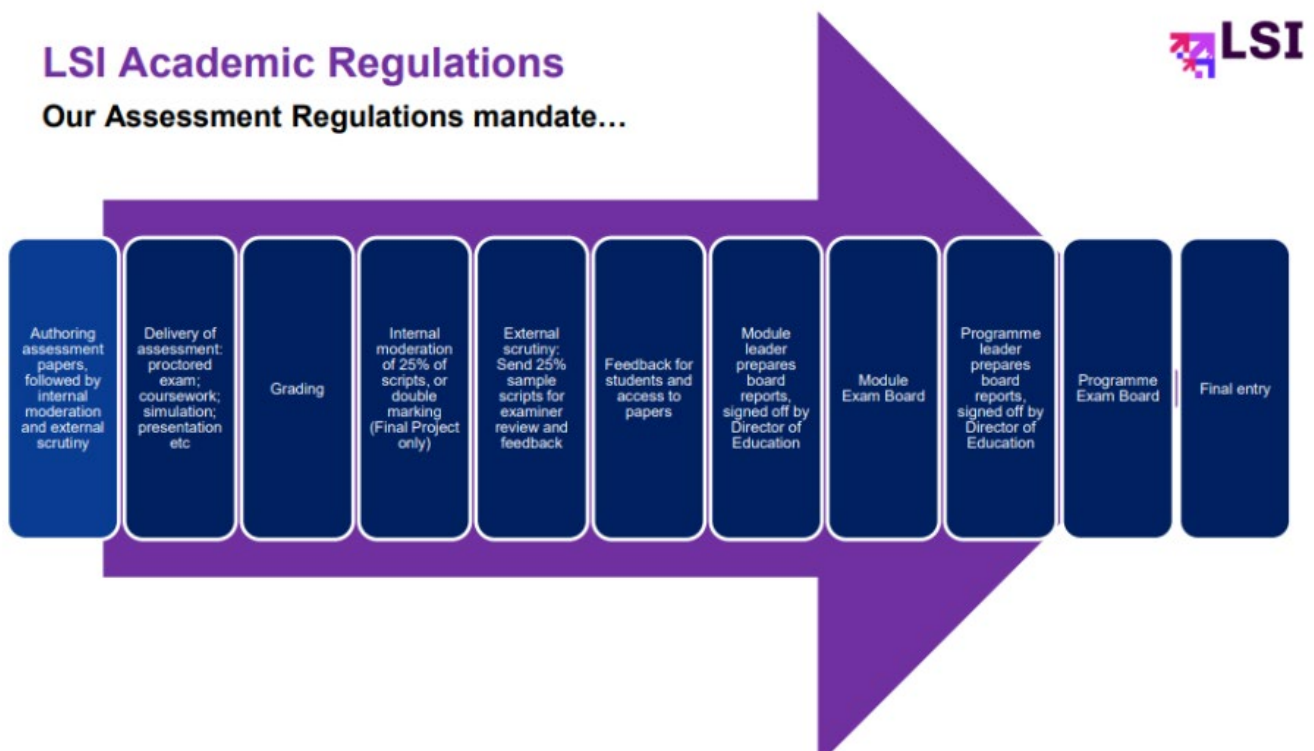 LSI Academic Regulations
LSI
Our Assessment Regulations mandate…
Authoring
assessment
papers,
followed by
internal
moderation
and external
scrutiny
Delivery of
assessment:
proctored
exam;
coursework;
simulation;
presentation
etc
Grading
Internal
moderation
of 25% of
scripts, or
double
marking
(Final Project
only)
External
scrutiny:
Send 25%
sample
scripts for
examiner
review and
feedback
Feedback for
students and
access to
papers
Module
leader
prepares
board
reports,
signed off by
Director of
Education
Module
Exam Board
Programme
leader
prepares
board
reports,
signed off by
Director of
Education
Programme
Exam Board
Final entry